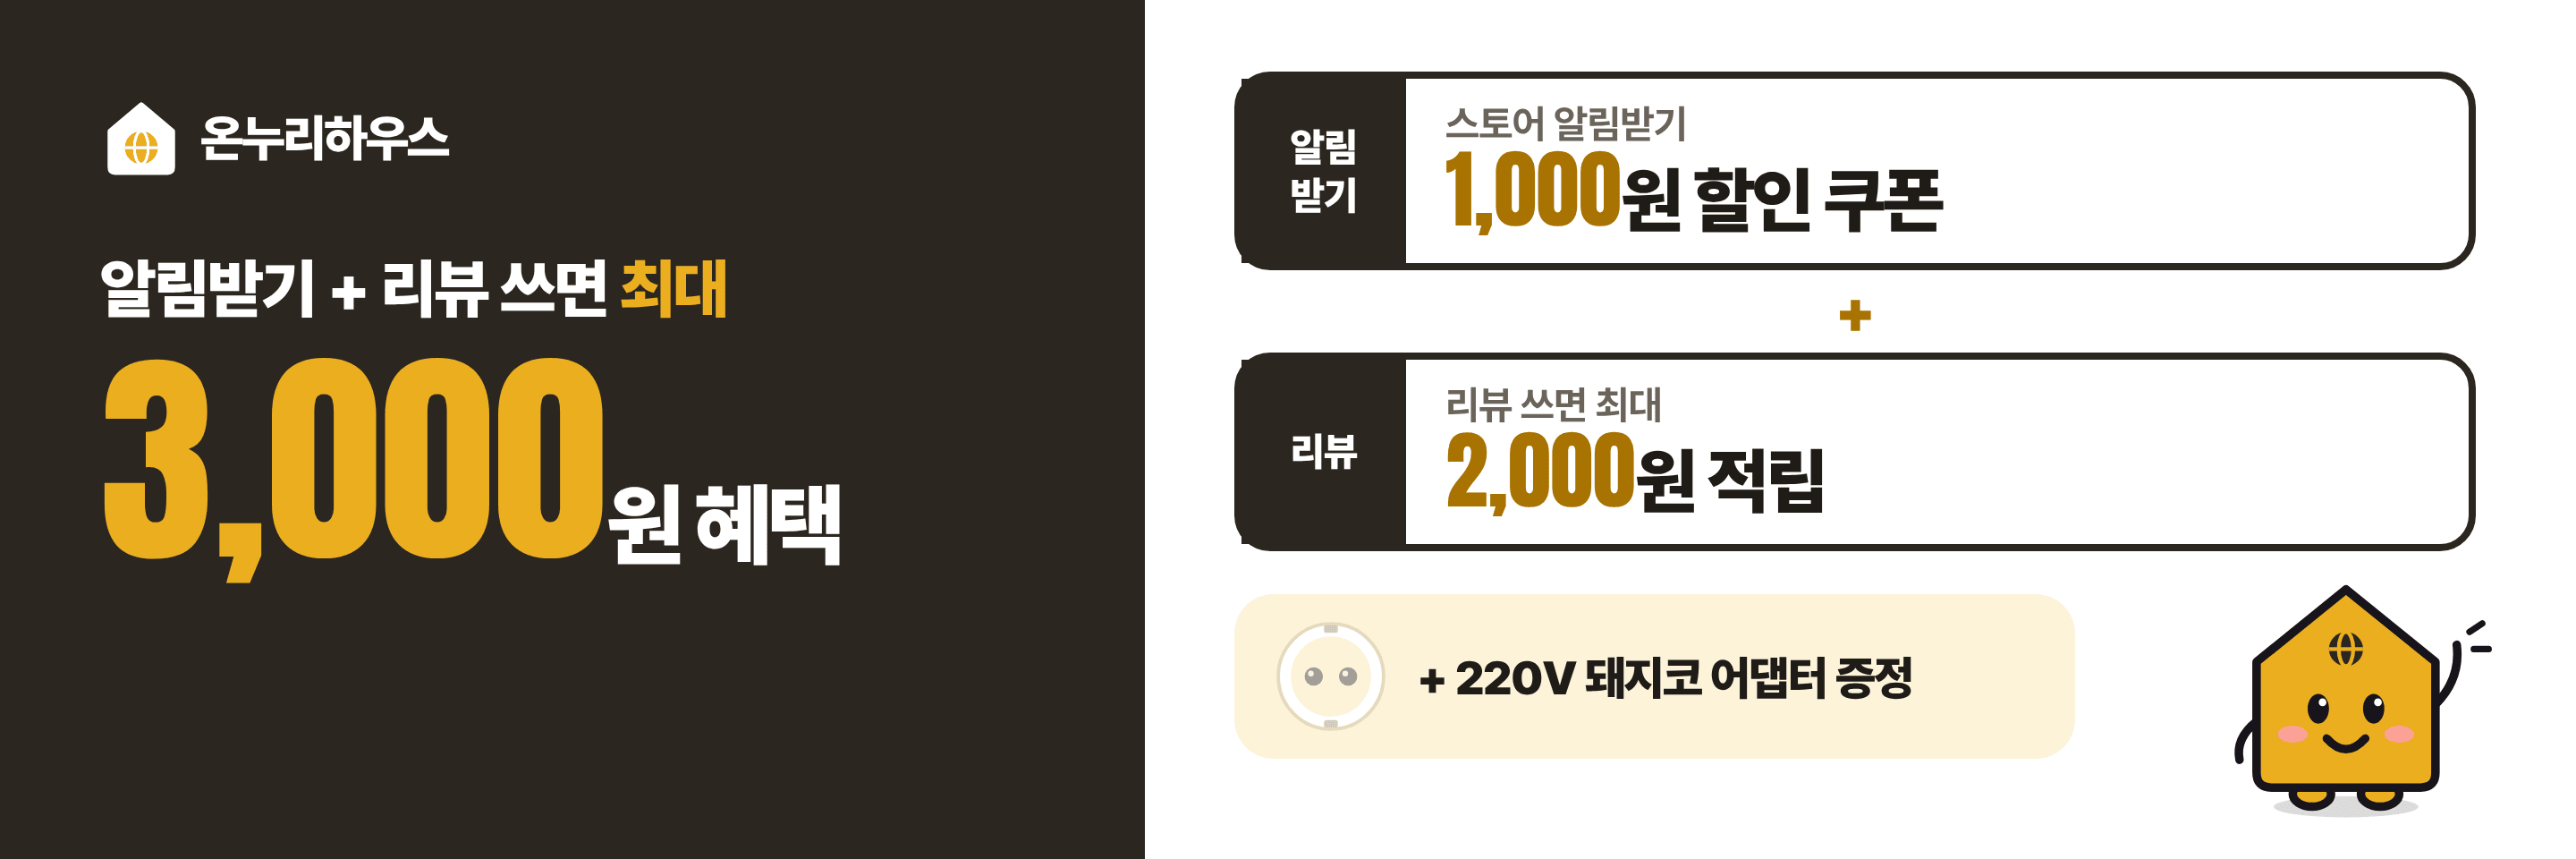 온누리하우스
알림받기 + 리뷰 쓰면 최대
3,000원 혜택
알림
받기
스토어 알림받기
1,000원 할인 쿠폰
+
리뷰
리뷰 쓰면 최대
2,000원 적립
+ 220V 돼지코 어댑터 증정